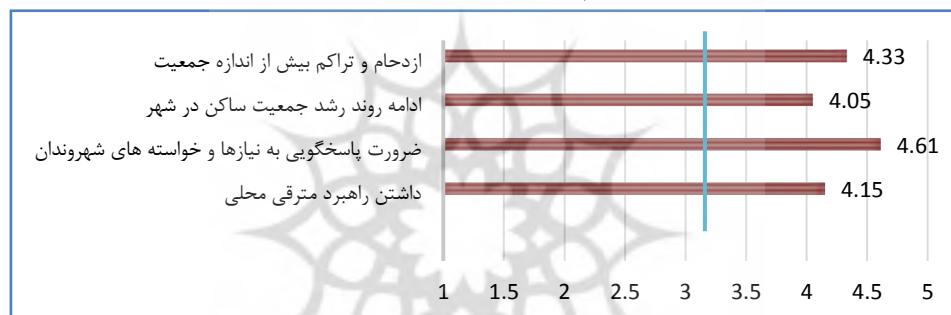 ازدحام و تراکم بیش از اندازه جمعیت
4.33
ادامه روند رشد جمعیت ساکن در شهر
4.05
ضرورت پاسخگویی به نیازها و خواسته های شهروندان
4.61
داشتن راهبرد مترقی محلی
4.15
1 1.5 2 2.5 3 3.5 4 4.5 5